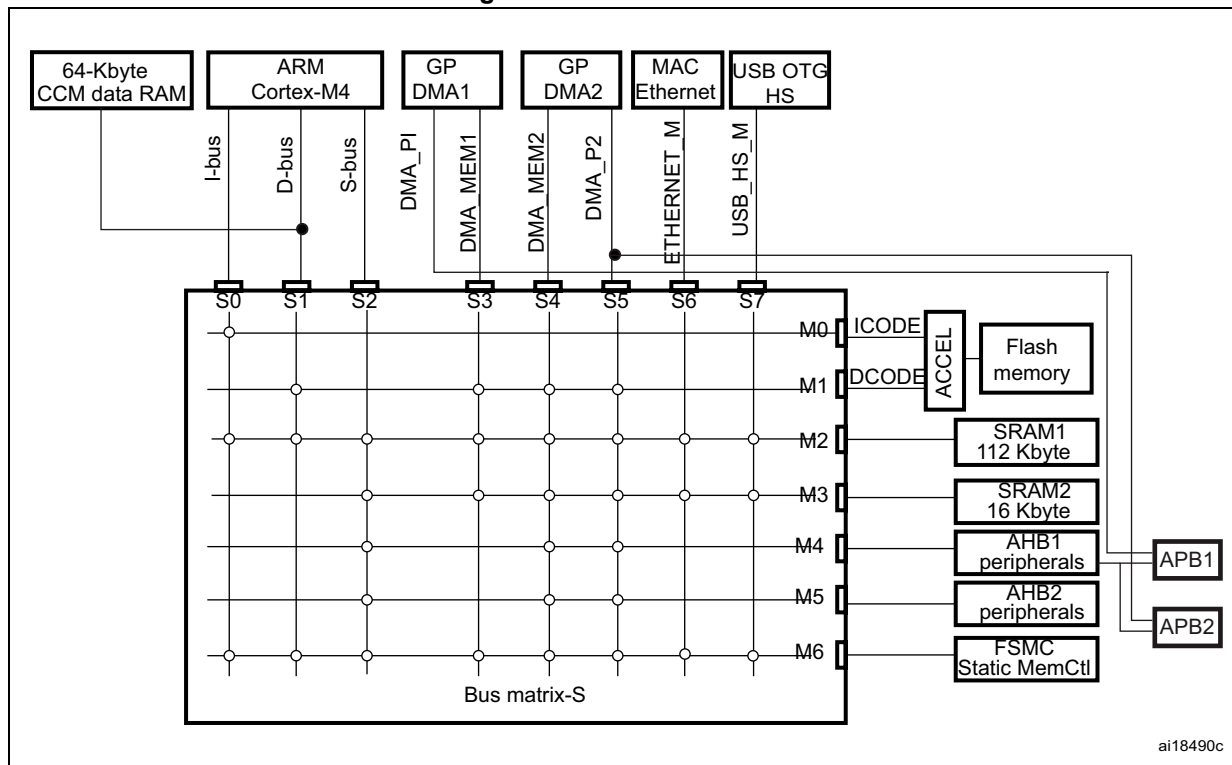 64-Kbyte
CCM data RAM
ARM
Cortex-M4
GP
DMA1
GP
DMA2
MAC
Ethernet
USB OTG
HS
I-bus
D-bus
S-bus
DMA_PI
DMA_MEM1
DMA_MEM2
DMA_P2
ETHERNET_M
USB_HS_M
S0
S1
S2
S3
S4
S5
S6
S7
M0
ICODE
M1
DCODE
ACCEL
Flash
memory
M2
SRAM1
112 Kbyte
M3
SRAM2
16 Kbyte
M4
AHB1
peripherals
APB1
M5
AHB2
peripherals
APB2
M6
FSMC
Static MemCtl
Bus matrix-S
ai18490c